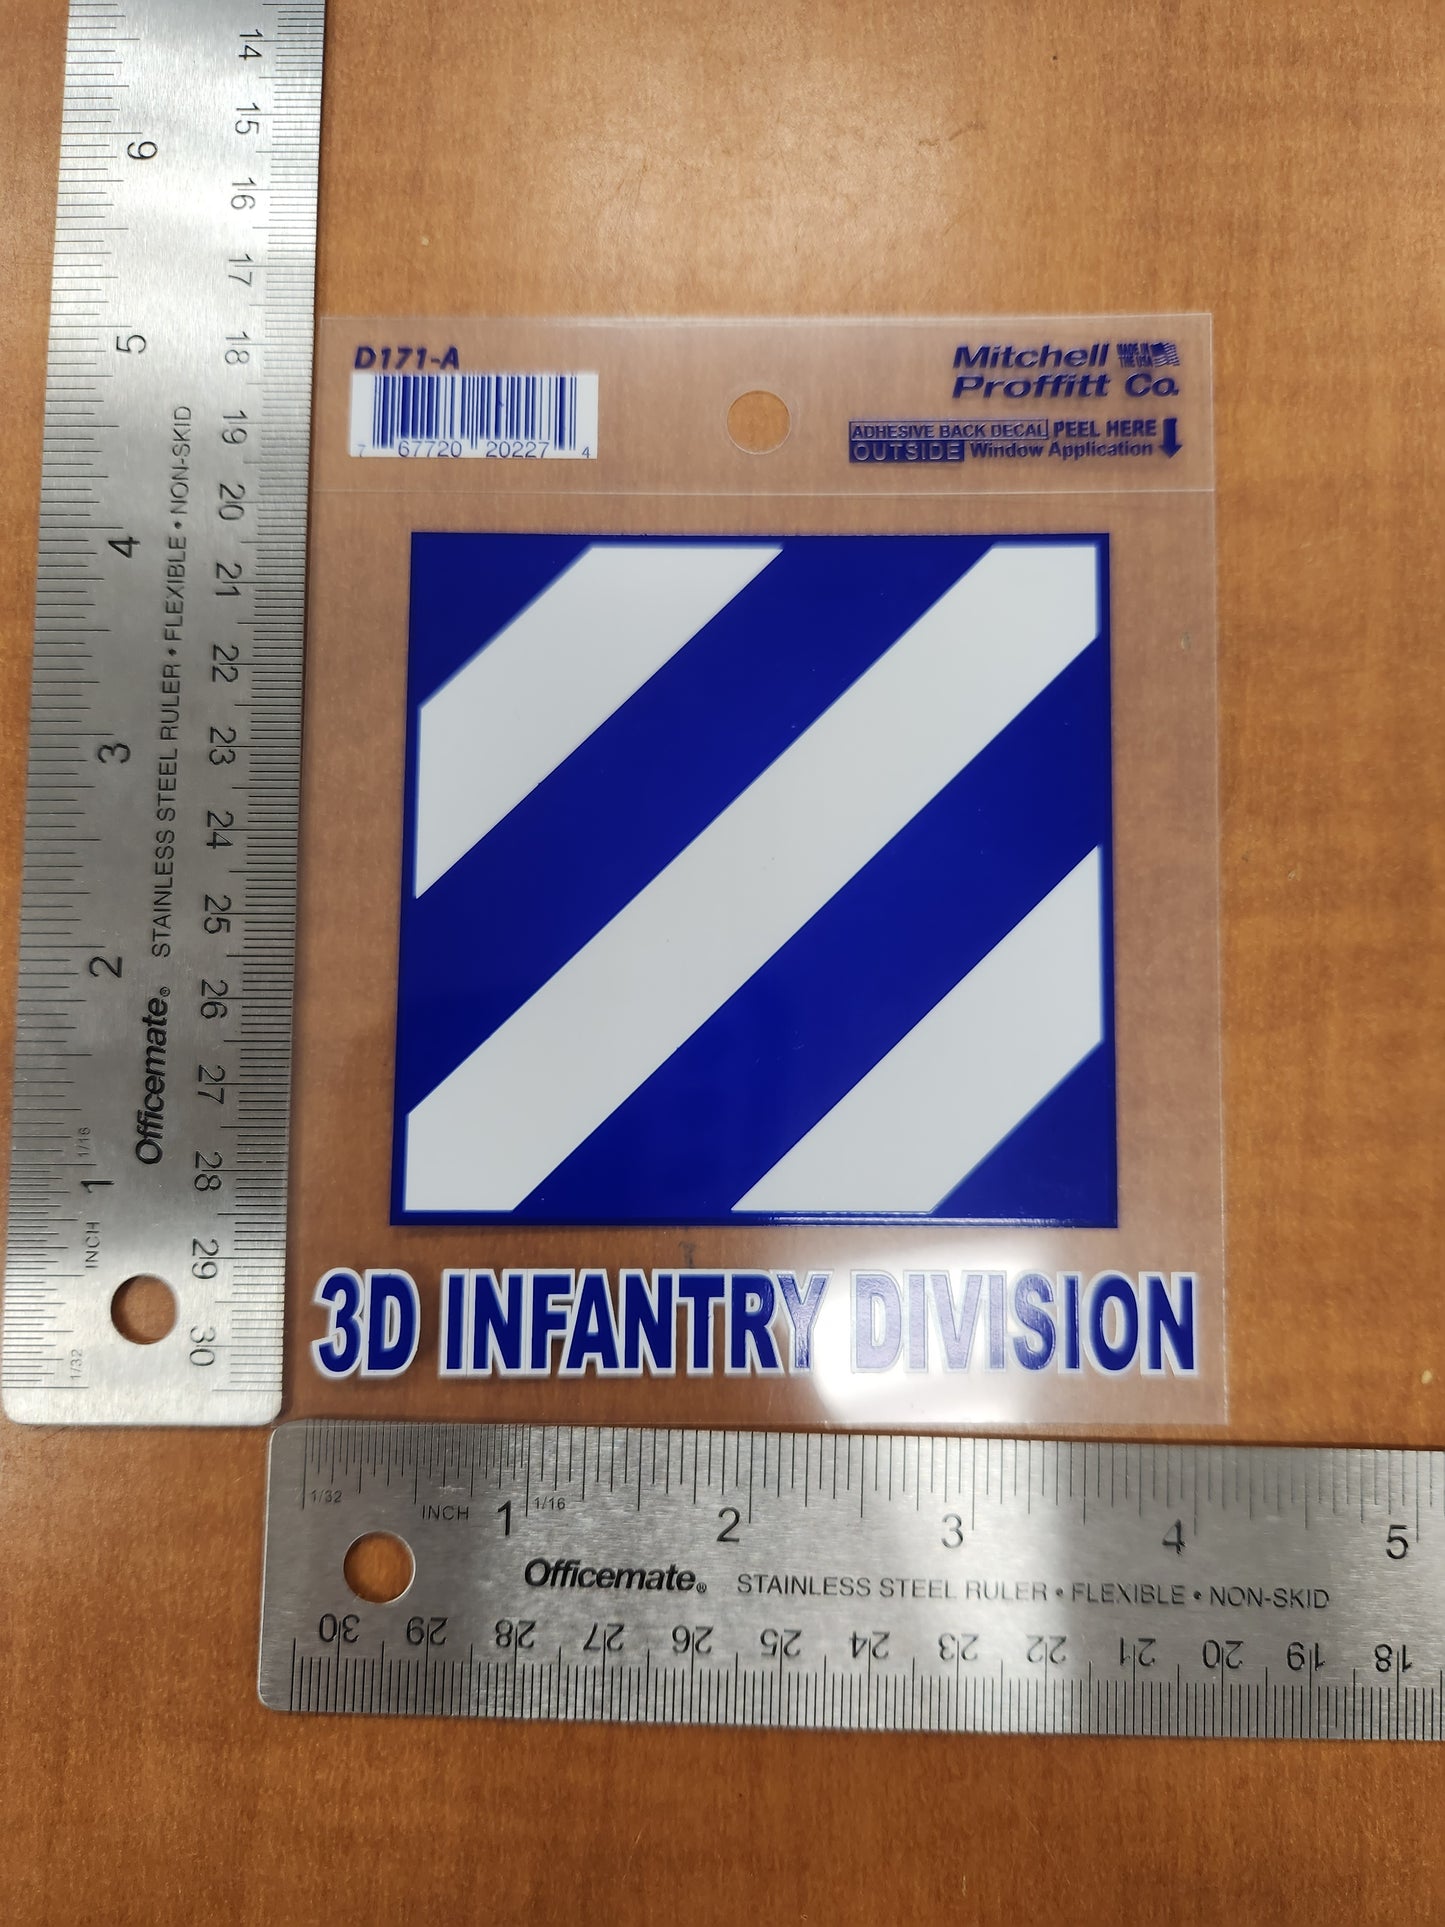 14
15
6
16
17
5
18
19
20
4
21
22
23
3
24
25
2
26
27
28
1
29
30
1/16
INCH
1/32
Officemate® STAINLESS STEEL RULER • FLEXIBLE • NON-SKID
D171-A
7 67720 20227 4
Mitchell MADE IN THE USA
Proffitt Co.
ADHESIVE BACK DECAL PEEL HERE
OUTSIDE Window Application
3D INFANTRY DIVISION
1/32 INCH 1 1/16 2 3 4 5
Officemate® STAINLESS STEEL RULER • FLEXIBLE • NON-SKID
30 29 28 27 26 25 24 23 22 21 20 19 18